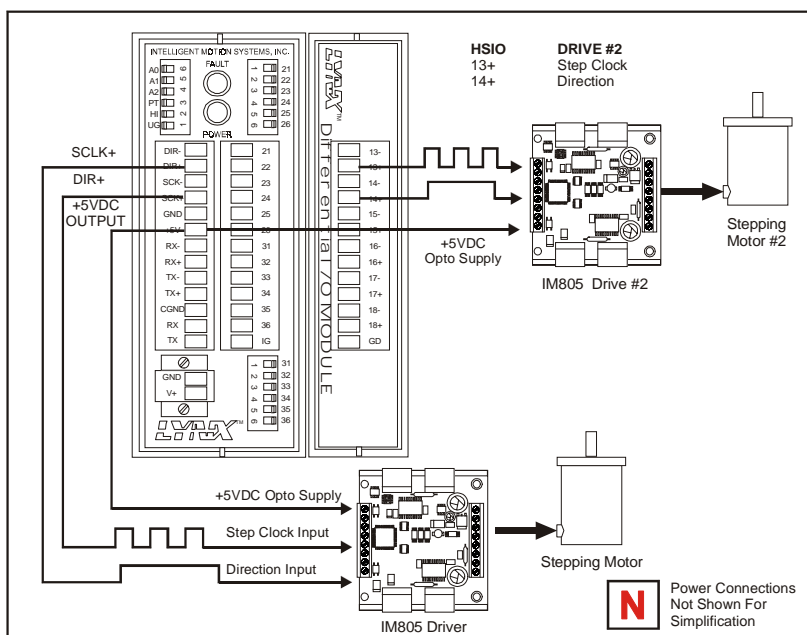 INTELLIGENT MOTION SYSTEMS, INC.
FAULT
POWER
A0
A1
A2
PT
HI
UG
6
5
4
3
2
1
1
2
3
4
5
6
21
22
23
24
25
26
DIR-
DIR+
SCK-
SCK+
GND
+5V
RX-
RX+
TX-
TX+
CGND
RX
TX
21
22
23
24
25
26
31
32
33
34
35
36
IG
GND
V+
1
2
3
4
5
6
31
32
33
34
35
36
LYNX™
LYNX™
Differential I/O MODULE
13-
13+
14-
14+
15-
15+
16-
16+
17-
17+
18-
18+
GD
SCLK+
DIR+
+5VDC
OUTPUT
HSIO DRIVE #2
13+ Step Clock
14+ Direction
+5VDC
Opto Supply
IM805 Drive #2
Stepping
Motor #2
+5VDC Opto Supply
Step Clock Input
Direction Input
IM805 Driver
Stepping Motor
N
Power Connections
Not Shown For
Simplification